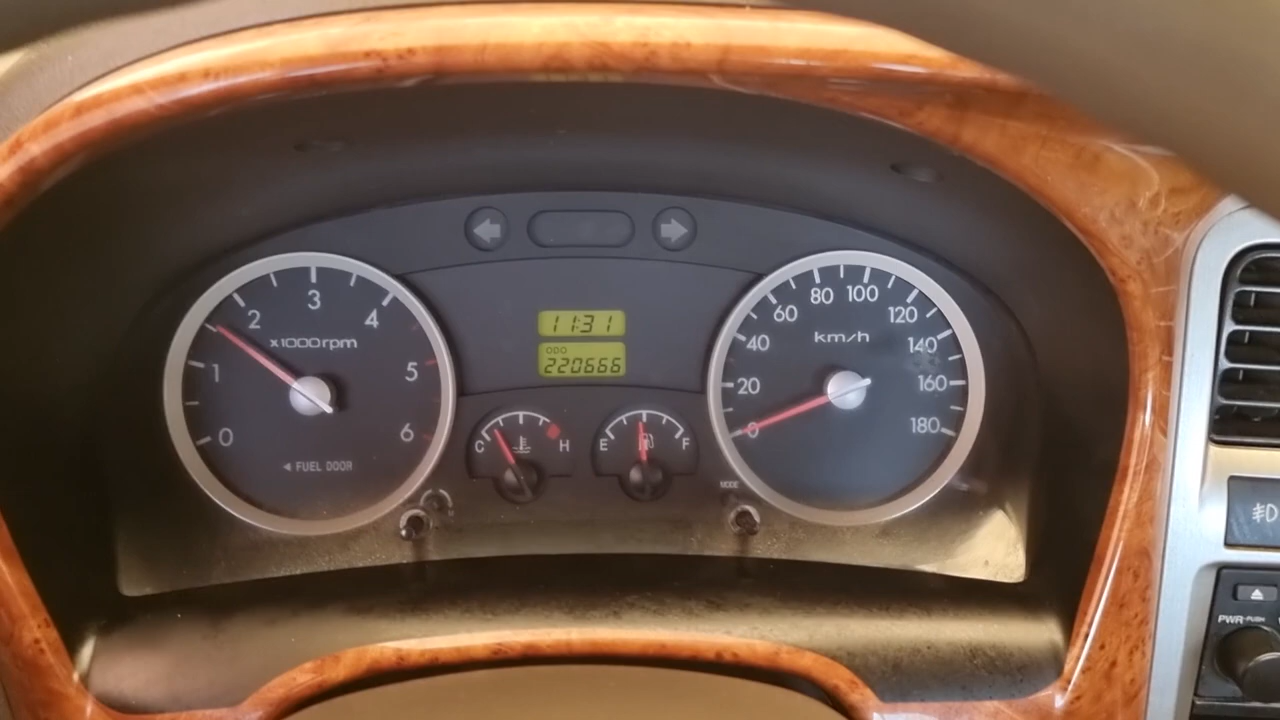 11:31
ODO
220666
x1000rpm
0
1
2
3
4
5
6
◄ FUEL DOOR
C
H
E
F
MODE
km/h
0
20
40
60
80
100
120
140
160
180
PWR-PUSH